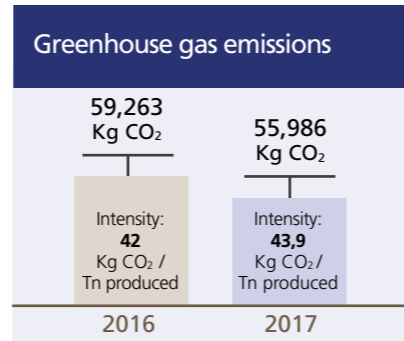 Greenhouse gas emissions
59,263
Kg CO₂
55,986
Kg CO₂
Intensity:
42
Kg CO₂ /
Tn produced
Intensity:
43,9
Kg CO₂ /
Tn produced
2016
2017